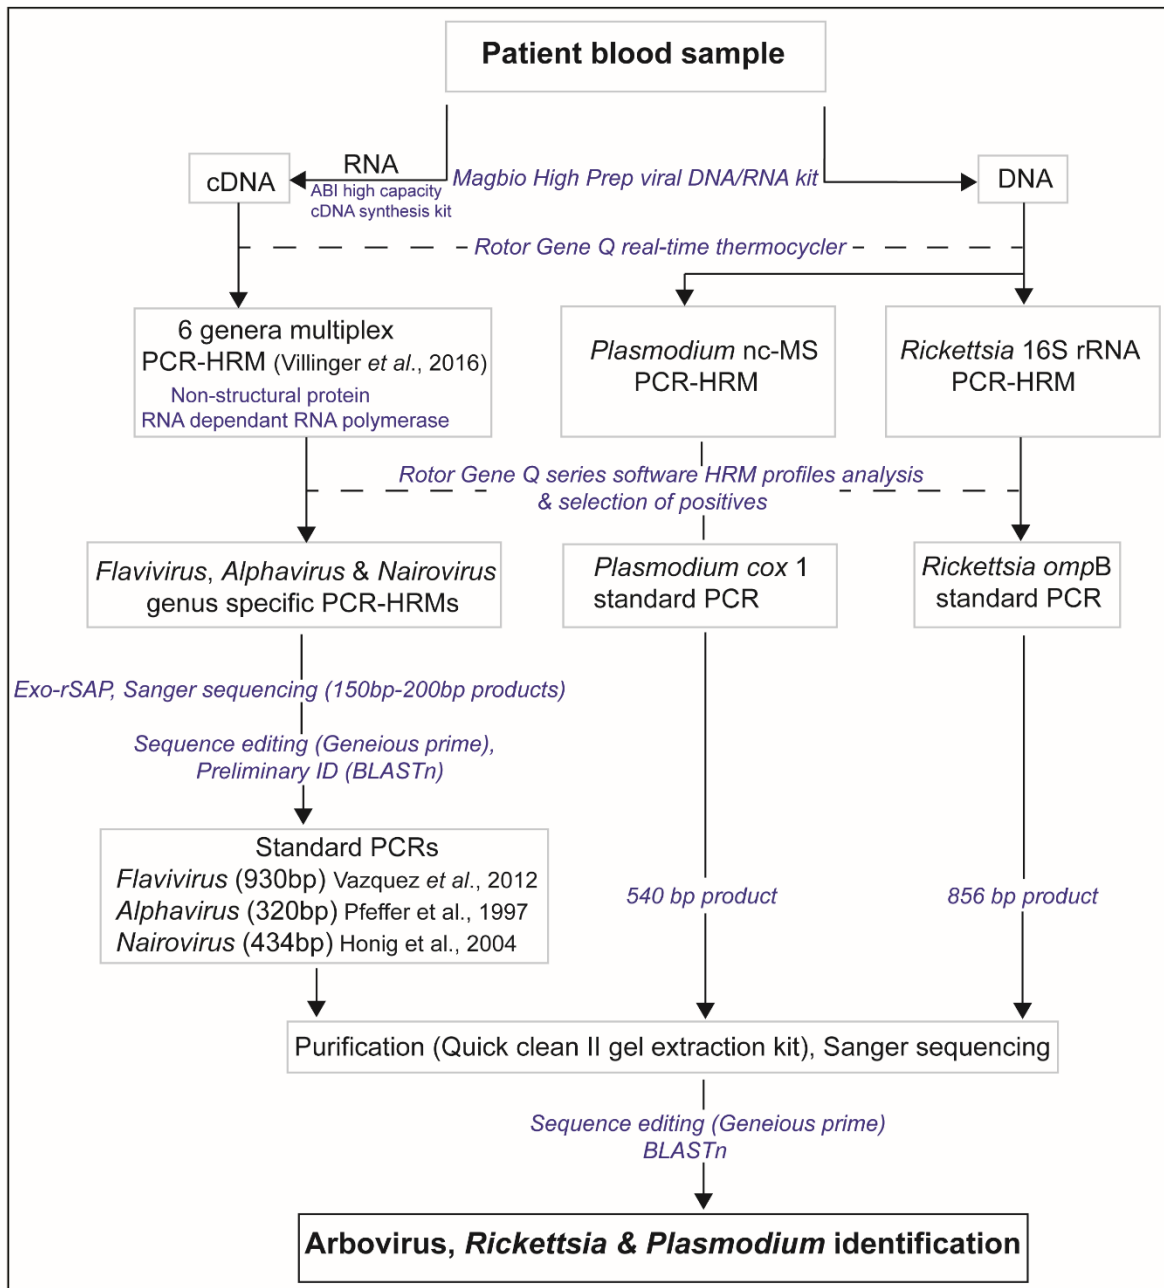 Patient blood sample
cDNA
RNA
ABI high capacity
cDNA synthesis kit
Magbio High Prep viral DNA/RNA kit
DNA
Rotor Gene Q real-time thermocycler
6 genera multiplex
PCR-HRM (Villinger et al., 2016)
Non-structural protein
RNA dependant RNA polymerase
Plasmodium nc-MS
PCR-HRM
Rickettsia 16S rRNA
PCR-HRM
Rotor Gene Q series software HRM profiles analysis
& selection of positives
Flavivirus, Alphavirus & Nairovirus
genus specific PCR-HRMs
Plasmodium cox 1
standard PCR
Rickettsia ompB
standard PCR
Exo-rSAP, Sanger sequencing (150bp-200bp products)
Sequence editing (Geneious prime),
Preliminary ID (BLASTn)
Standard PCRs
Flavivirus (930bp) Vazquez et al., 2012
Alphavirus (320bp) Pfeffer et al., 1997
Nairovirus (434bp) Honig et al., 2004
540 bp product
856 bp product
Purification (Quick clean II gel extraction kit), Sanger sequencing
Sequence editing (Geneious prime)
BLASTn
Arbovirus, Rickettsia & Plasmodium identification